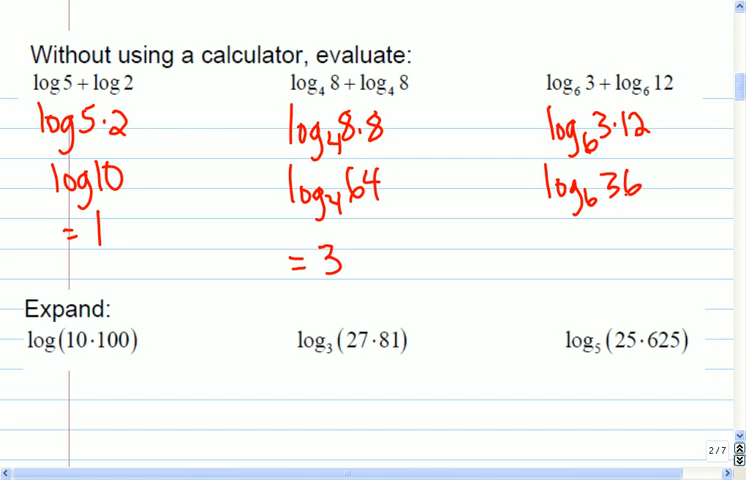 Without using a calculator, evaluate:
log 5 + log 2 log₄ 8 + log₄ 8 log₆ 3 + log₆ 12
log 5·2 log₄ 8·8 log₆ 3·12
log 10 log₄ 64 log₆ 36
= 1
= 3
Expand:
log(10·100) log₃(27·81) log₅(25·625)
2/7